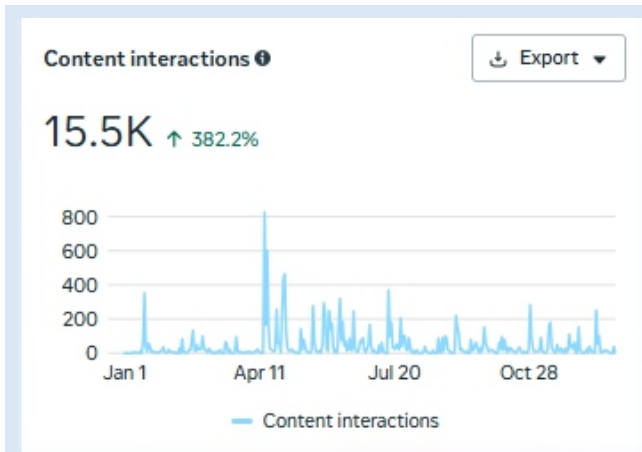 Content interactions
Export
15.5K ↑ 382.2%
800
600
400
200
0
Jan 1 Apr 11 Jul 20 Oct 28
Content interactions